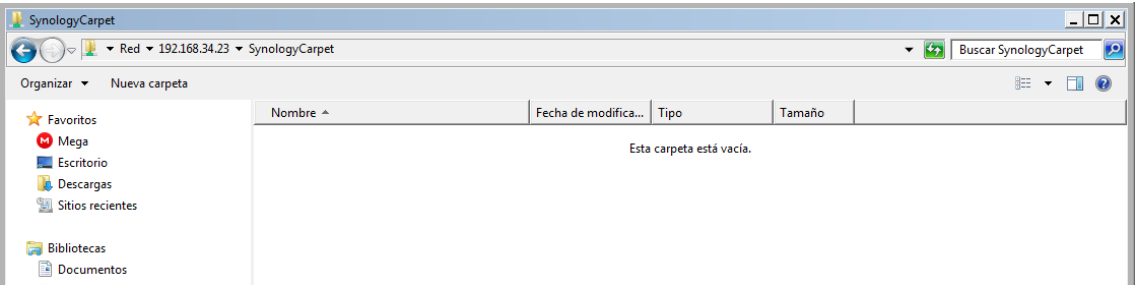 SynologyCarpet
Red 192.168.34.23 SynologyCarpet
Buscar SynologyCarpet
Organizar Nueva carpeta
Nombre Fecha de modifica... Tipo Tamaño
Esta carpeta está vacía.
Favoritos
Mega
Escritorio
Descargas
Sitios recientes
Bibliotecas
Documentos